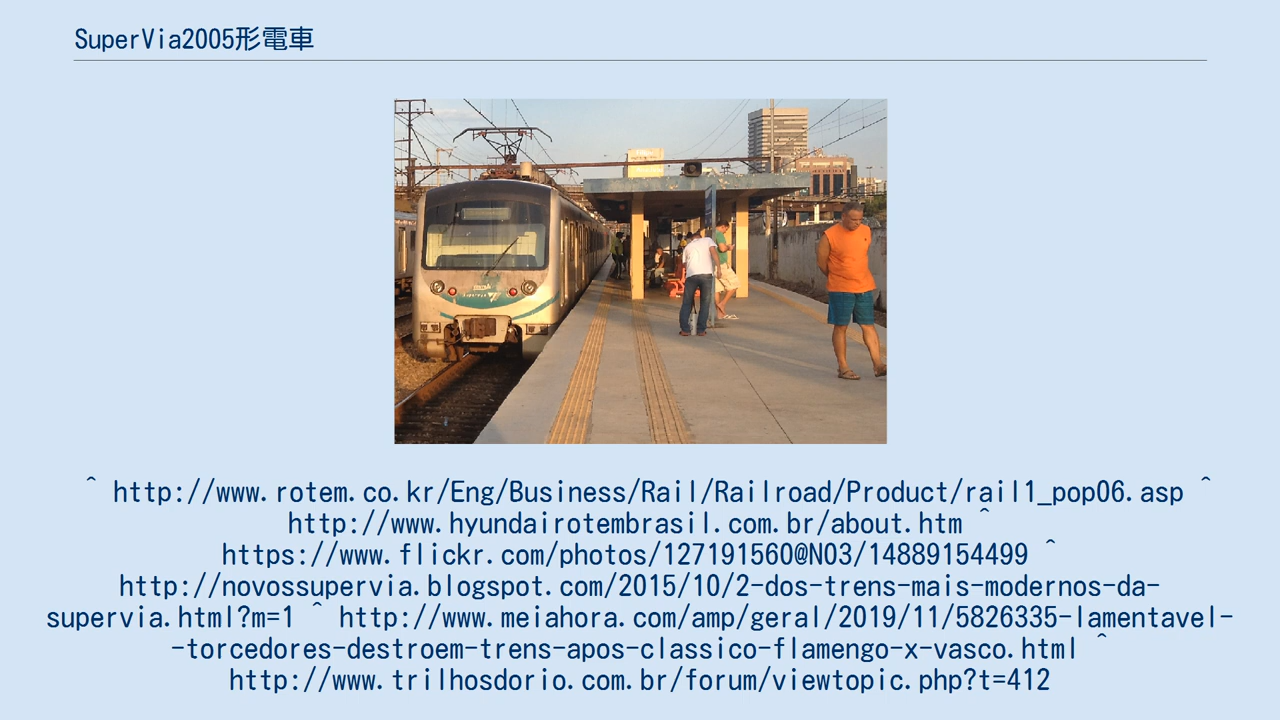 SuperVia2005形電車
^ http://www.rotem.co.kr/Eng/Business/Rail/Railroad/Product/rail1_pop06.asp ^
http://www.hyundairotembrasil.com.br/about.htm ^
https://www.flickr.com/photos/127191560@N03/14889154499 ^
http://novossupervia.blogspot.com/2015/10/2-dos-trens-mais-modernos-da-
supervia.html?m=1 ^ http://www.meiahora.com/amp/geral/2019/11/5826335-lamentavel-
-torcedores-destroem-trens-apos-classico-flamengo-x-vasco.html ^
http://www.trilhosdorio.com.br/forum/viewtopic.php?t=412